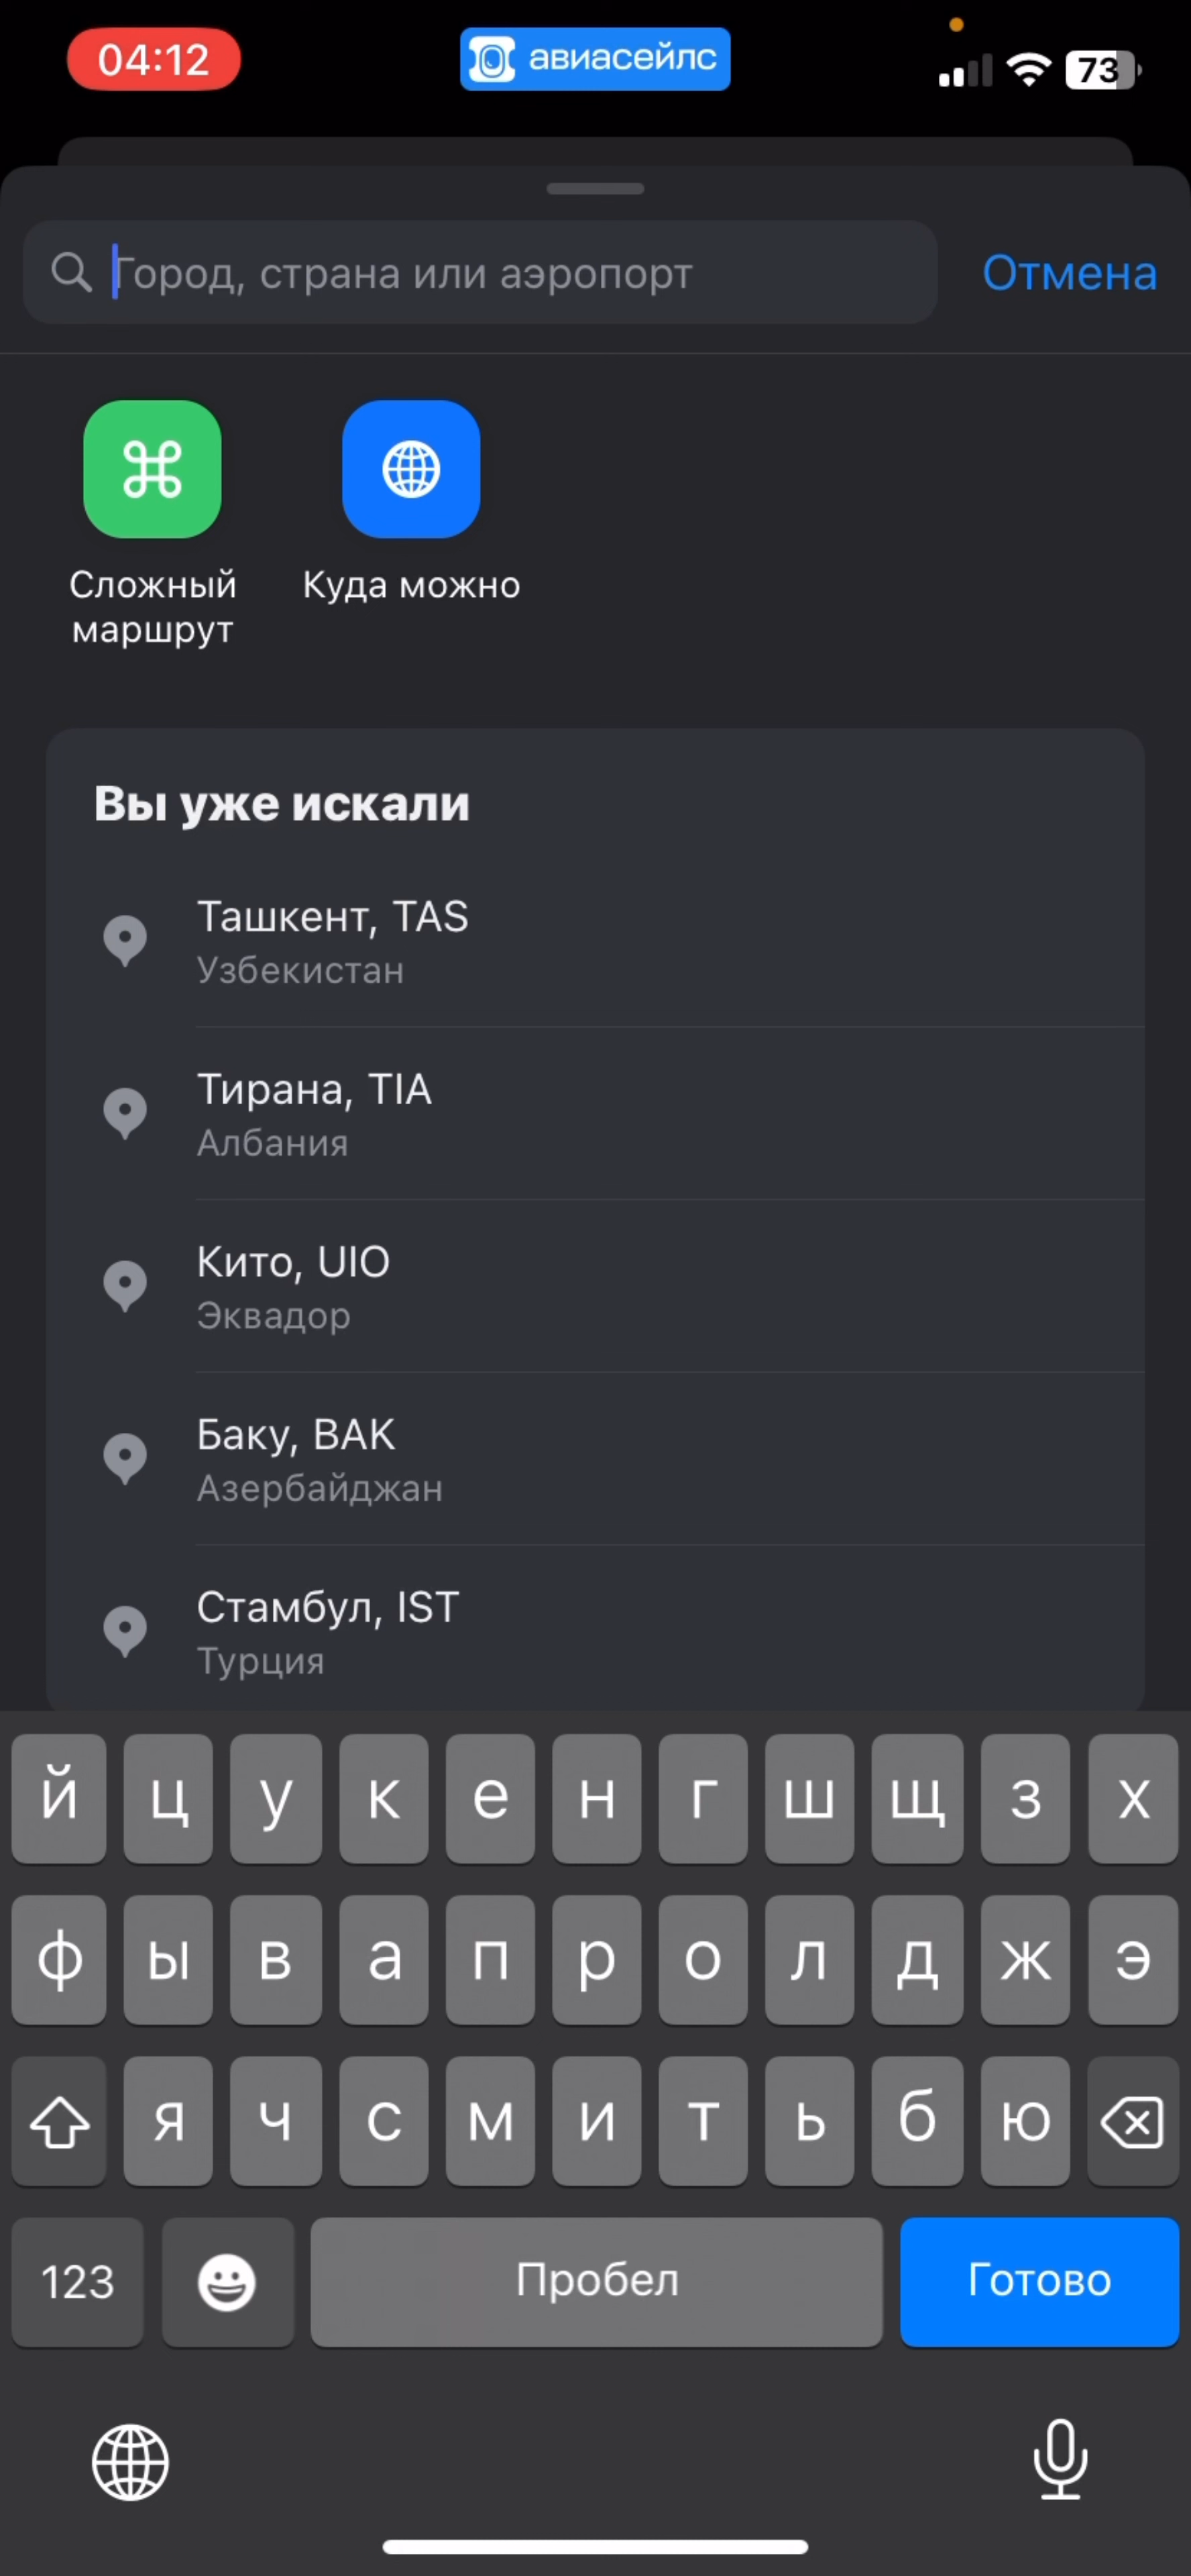 04:12
авиасейлс
73
Город, страна или аэропорт
Отмена
Сложный
маршрут
Куда можно
Вы уже искали
Ташкент, TAS
Узбекистан
Тирана, TIA
Албания
Кито, UIO
Эквадор
Баку, BAK
Азербайджан
Стамбул, IST
Турция
й ц у к е н г ш щ з х
ф ы в а п р о л д ж э
я ч с м и т ь б ю
123
Пробел
Готово